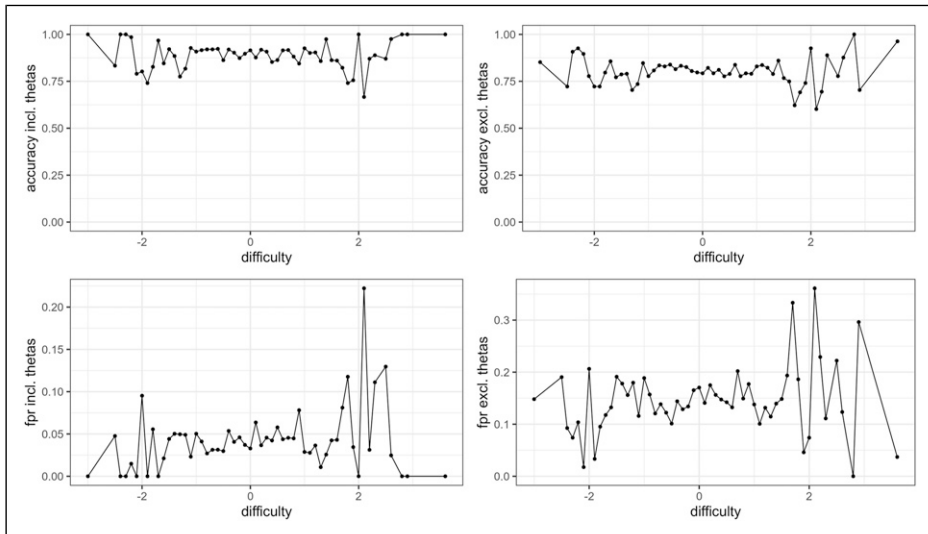 accuracy incl. thetas
1.00
0.75
0.50
0.25
0.00
-2 0 2
difficulty
accuracy excl. thetas
1.00
0.75
0.50
0.25
0.00
-2 0 2
difficulty
fpr incl. thetas
0.20
0.15
0.10
0.05
0.00
-2 0 2
difficulty
fpr excl. thetas
0.3
0.2
0.1
0.0
-2 0 2
difficulty